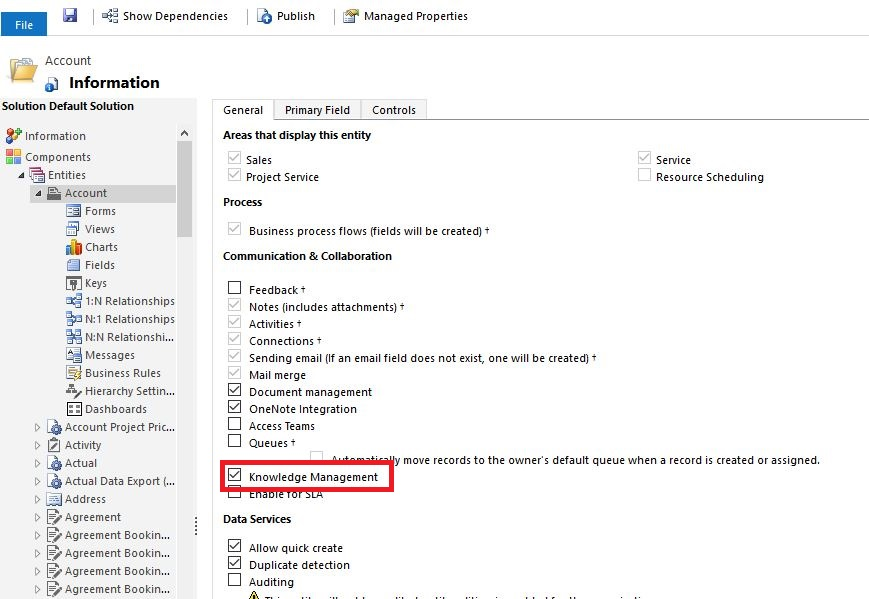 File Show Dependencies Publish Managed Properties
Account
Information
Solution Default Solution
Information
Components
Entities
Account
Forms
Views
Charts
Fields
Keys
1:N Relationships
N:1 Relationships
N:N Relationshi...
Messages
Business Rules
Hierarchy Settin...
Dashboards
Account Project Pric...
Activity
Actual
Actual Data Export (...
Address
Agreement
Agreement Bookin...
Agreement Bookin...
Agreement Bookin...
Agreement Bookin...
General Primary Field Controls
Areas that display this entity
Sales Service
Project Service Resource Scheduling
Process
Business process flows (fields will be created) †
Communication & Collaboration
Feedback †
Notes (includes attachments) †
Activities †
Connections †
Sending email (If an email field does not exist, one will be created) †
Mail merge
Document management
OneNote Integration
Access Teams
Queues †
Automatically move records to the owner's default queue when a record is created or assigned.
Knowledge Management
Enable for SLA
Data Services
Allow quick create
Duplicate detection
Auditing